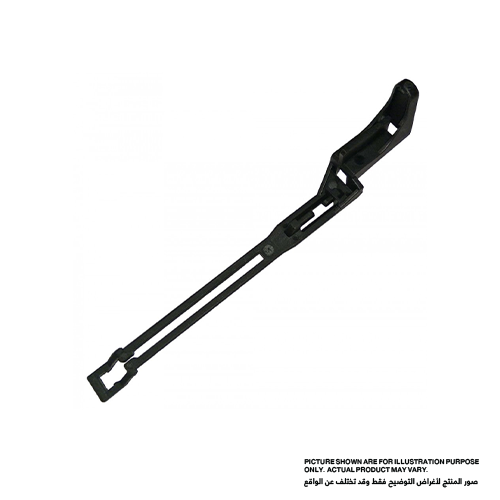 PICTURE SHOWN ARE FOR ILLUSTRATION PURPOSE
ONLY. ACTUAL PRODUCT MAY VARY.
صور المنتج لأغراض التوضيح فقط وقد تختلف عن الواقع